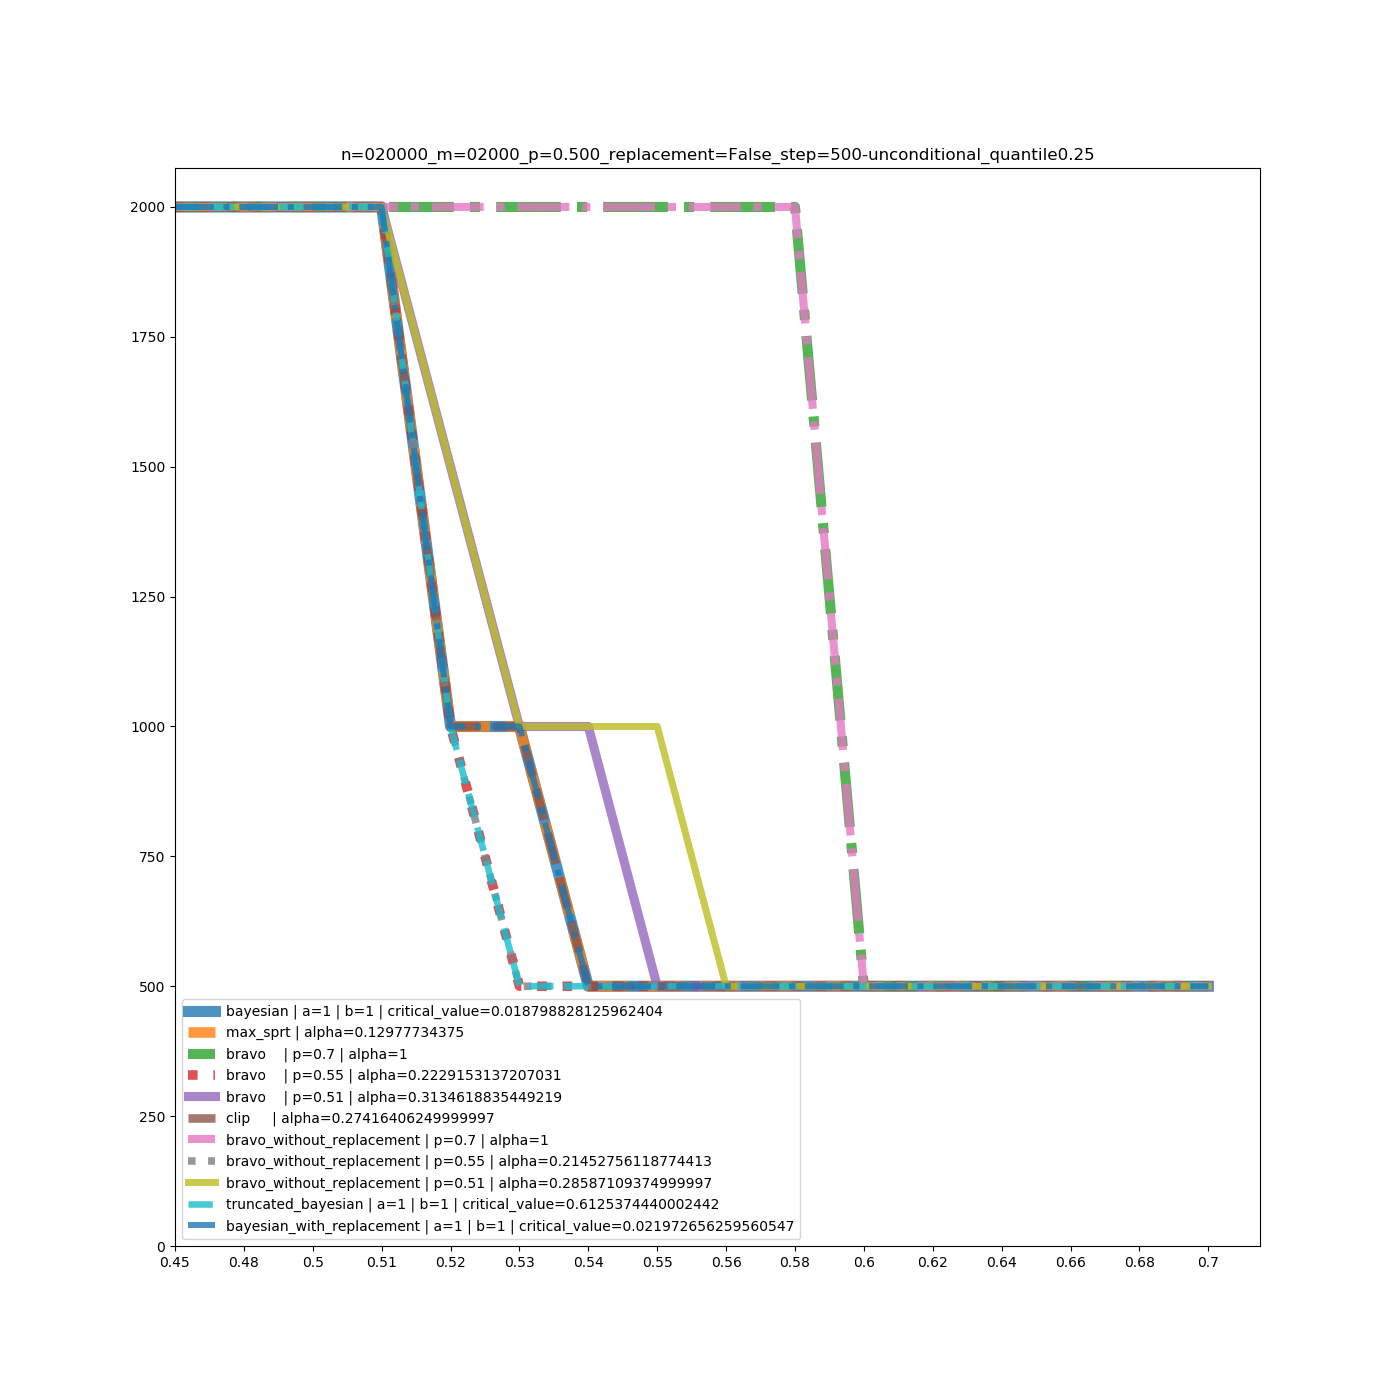 n=020000_m=02000_p=0.500_replacement=False_step=500-unconditional_quantile0.25
2000
1750
1500
1250
1000
750
500
250
0
bayesian | a=1 | b=1 | critical_value=0.018798828125962404
max_sprt | alpha=0.12977734375
bravo | p=0.7 | alpha=1
bravo | p=0.55 | alpha=0.2229153137207031
bravo | p=0.51 | alpha=0.3134618835449219
clip | alpha=0.27416406249999997
bravo_without_replacement | p=0.7 | alpha=1
bravo_without_replacement | p=0.55 | alpha=0.21452756118774413
bravo_without_replacement | p=0.51 | alpha=0.28587109374999997
truncated_bayesian | a=1 | b=1 | critical_value=0.6125374440002442
bayesian_with_replacement | a=1 | b=1 | critical_value=0.021972656259560547
0.45 0.48 0.5 0.51 0.52 0.53 0.54 0.55 0.56 0.58 0.6 0.62 0.64 0.66 0.68 0.7